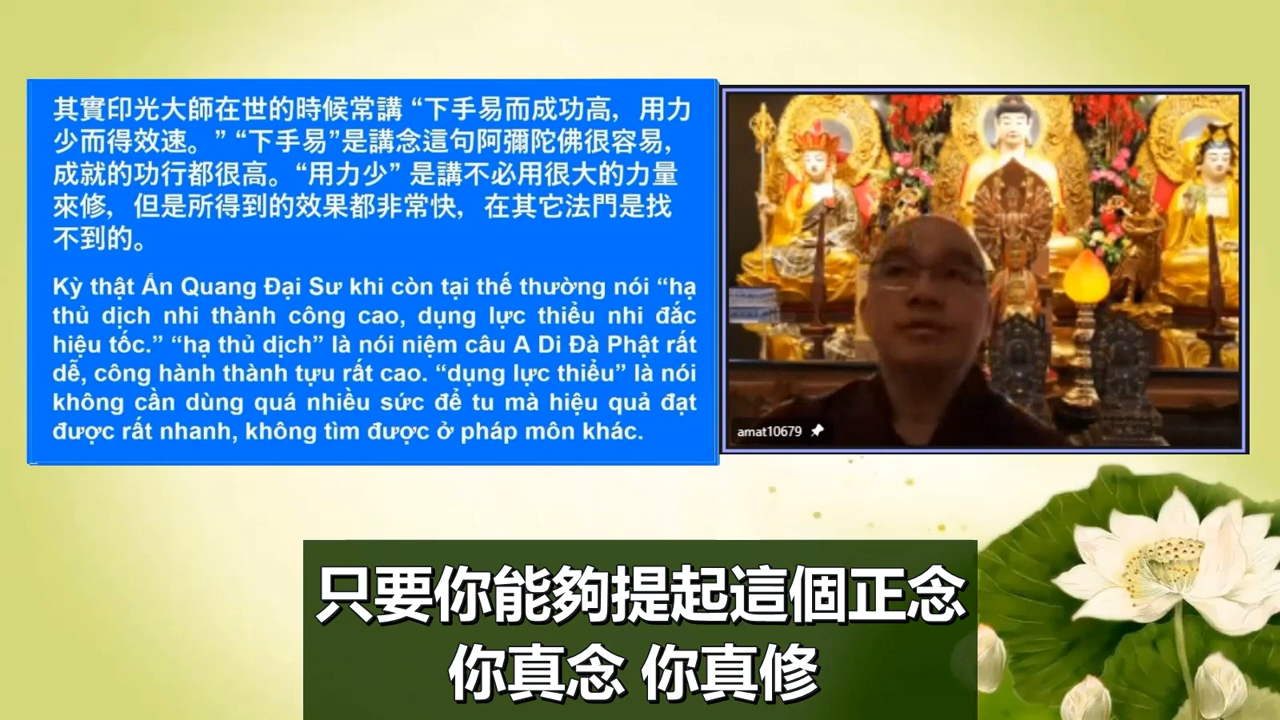 其實印光大師在世的時候常講 “下手易而成功高，用力
少而得效速。” “下手易”是講念這句阿彌陀佛很容易，
成就的功行都很高。“用力少” 是講不必用很大的力量
來修，但是所得到的效果都非常快，在其它法門是找
不到的。
Kỳ thật Ấn Quang Đại Sư khi còn tại thế thường nói “hạ
thủ dịch nhi thành công cao, dụng lực thiểu nhi đắc
hiệu tốc.” “hạ thủ dịch” là nói niệm câu A Di Đà Phật rất
dễ, công hành thành tựu rất cao. “dụng lực thiểu” là nói
không cần dùng quá nhiều sức để tu mà hiệu quả đạt
được rất nhanh, không tìm được ở pháp môn khác.
amat10679
只要你能夠提起這個正念
你真念 你真修